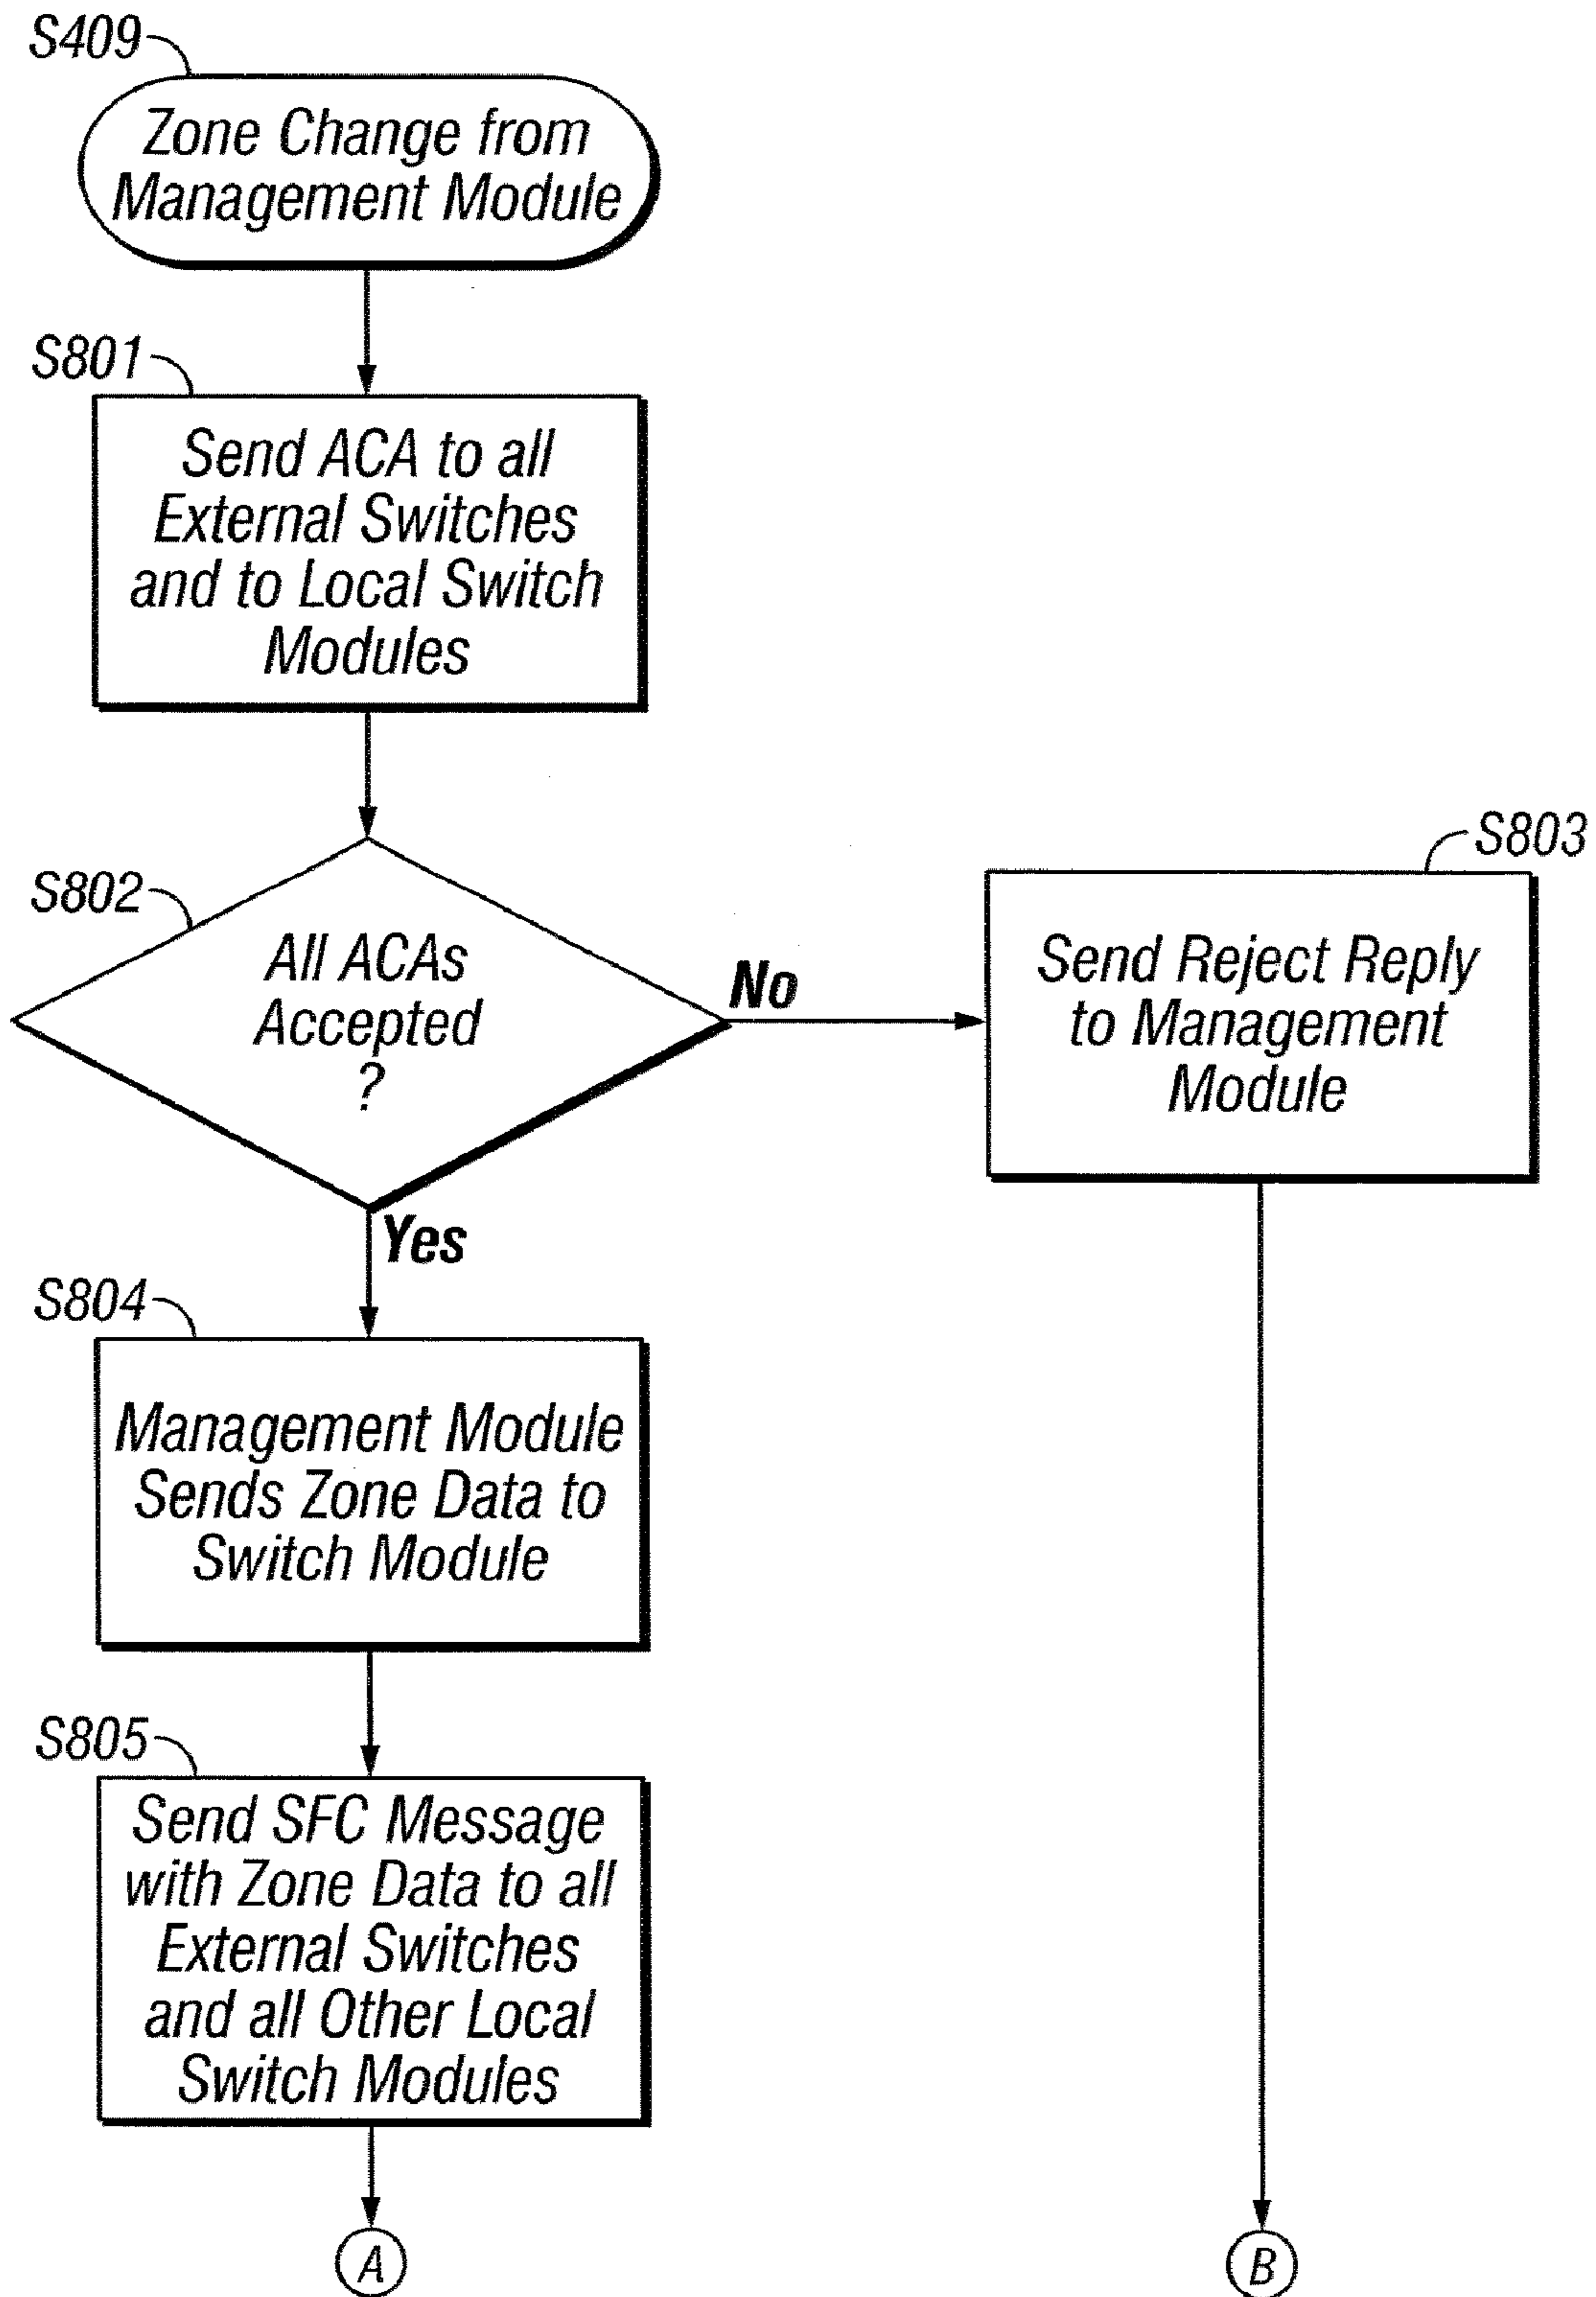 S409
Zone Change from
Management Module
S801
Send ACA to all
External Switches
and to Local Switch
Modules
S802
All ACAs
Accepted
?
No
S803
Send Reject Reply
to Management
Module
Yes
S804
Management Module
Sends Zone Data to
Switch Module
S805
Send SFC Message
with Zone Data to all
External Switches
and all Other Local
Switch Modules
A
B